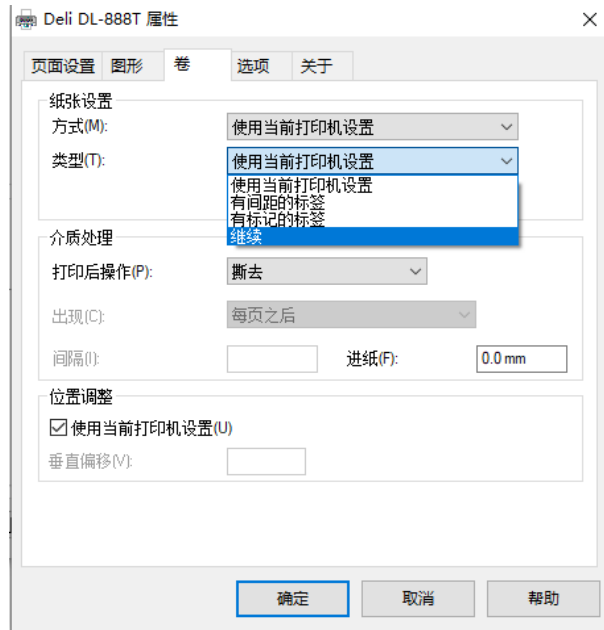 Deli DL-888T 属性
页面设置 图形 卷 选项 关于
纸张设置
方式(M): 使用当前打印机设置
类型(T): 使用当前打印机设置
使用当前打印机设置
有间距的标签
有标记的标签
继续
介质处理
打印后操作(P): 撕去
出现(C): 每页之后
间隔(I): 进纸(F): 0.0 mm
位置调整
使用当前打印机设置(U)
垂直偏移(V):
确定 取消 帮助